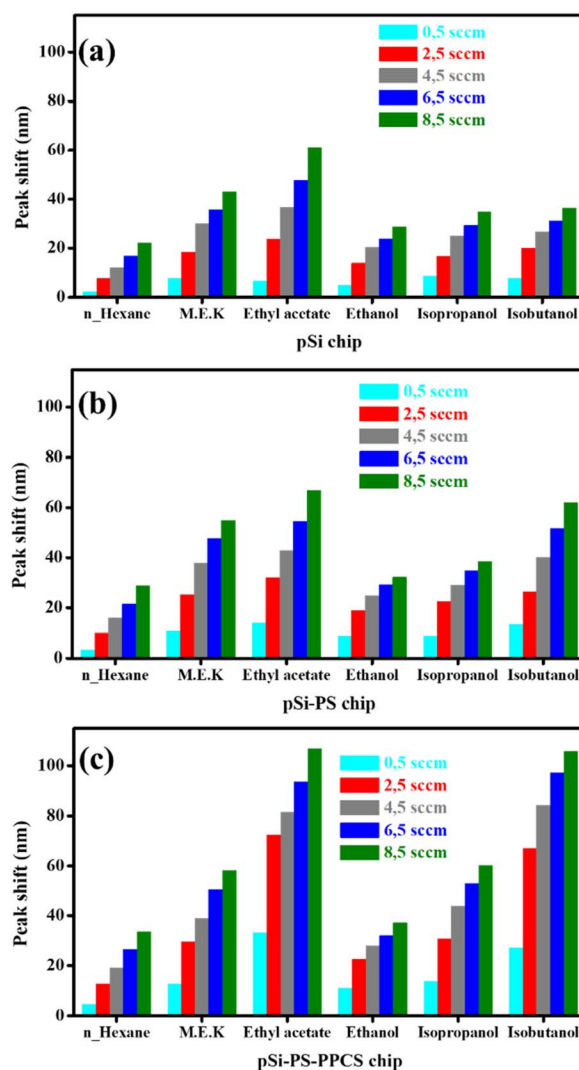 (a)
0,5 sccm
2,5 sccm
4,5 sccm
6,5 sccm
8,5 sccm
100
80
60
40
20
0
Peak shift (nm)
n_Hexane M.E.K Ethyl acetate Ethanol Isopropanol Isobutanol
pSi chip
(b)
0,5 sccm
2,5 sccm
4,5 sccm
6,5 sccm
8,5 sccm
100
80
60
40
20
0
Peak shift (nm)
n_Hexane M.E.K Ethyl acetate Ethanol Isopropanol Isobutanol
pSi-PS chip
(c)
0,5 sccm
2,5 sccm
4,5 sccm
6,5 sccm
8,5 sccm
100
80
60
40
20
0
Peak shift (nm)
n_Hexane M.E.K Ethyl acetate Ethanol Isopropanol Isobutanol
pSi-PS-PPCS chip